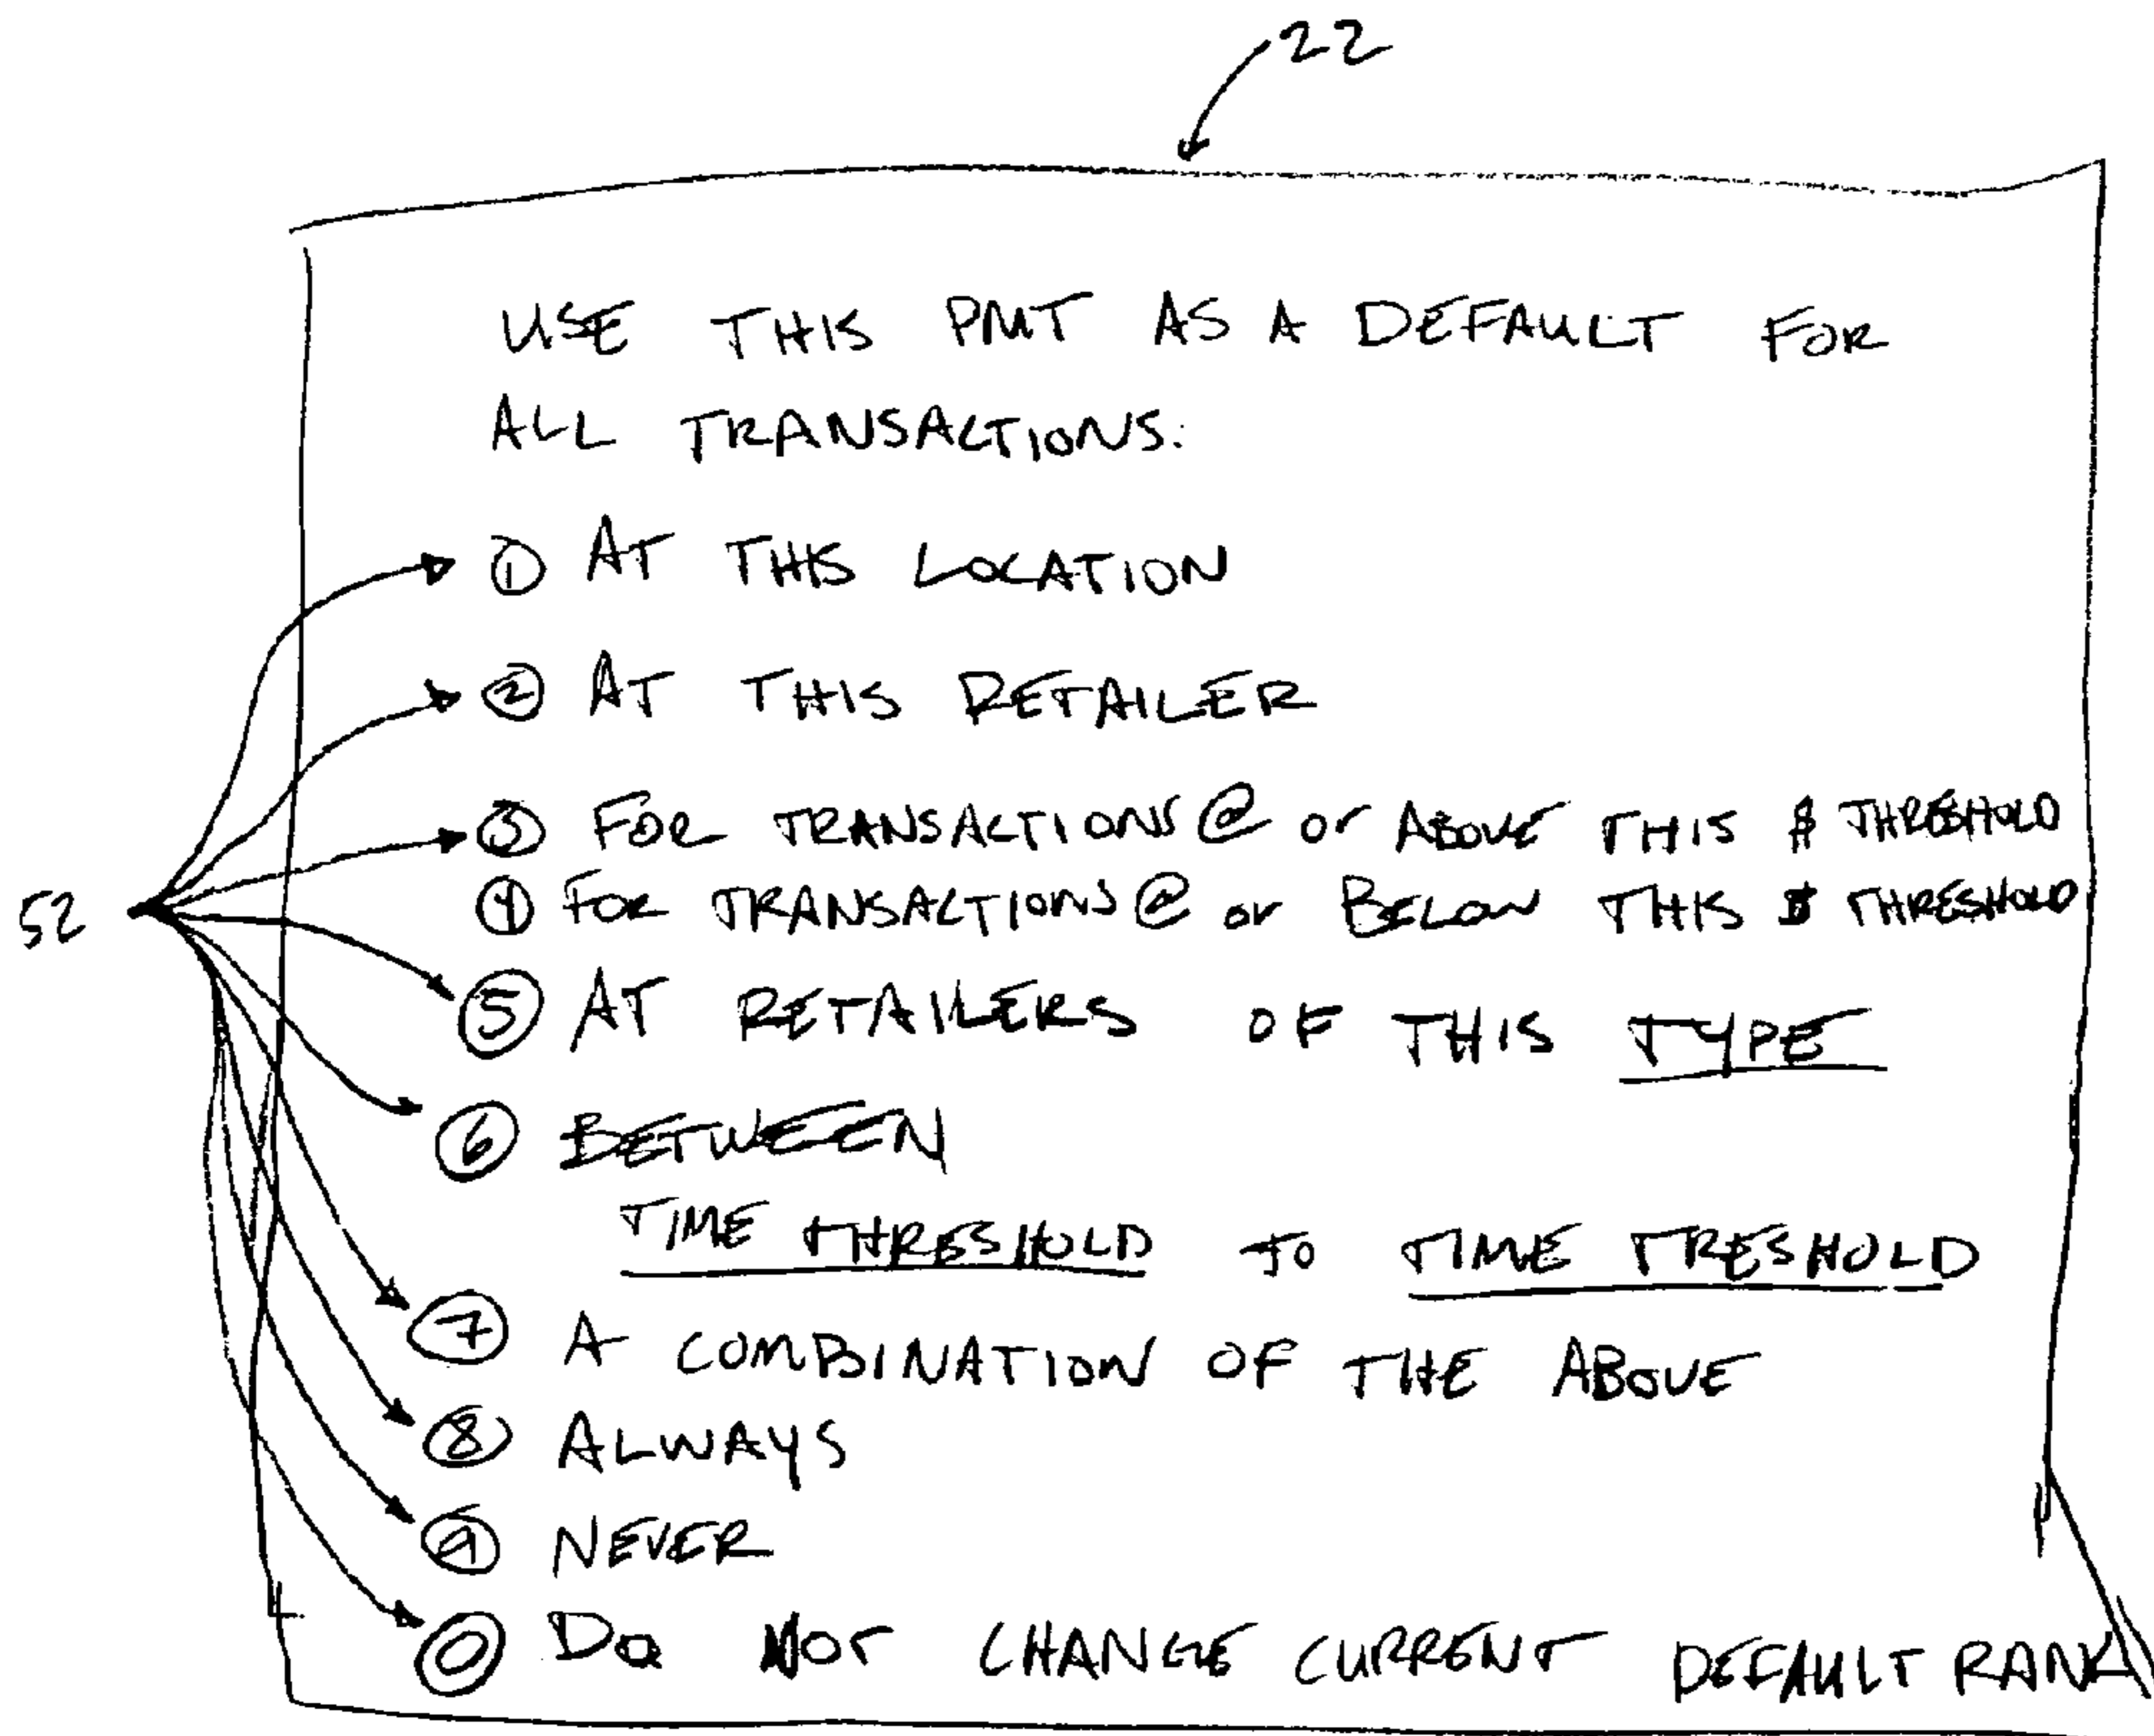 22
USE THIS PMT AS A DEFAULT FOR
ALL TRANSACTIONS:
① AT THIS LOCATION
② AT THIS RETAILER
③ FOR TRANSACTIONS @ or ABOVE THIS $ THRESHOLD
52
④ FOR TRANSACTIONS @ or BELOW THIS $ THRESHOLD
⑤ AT RETAILERS OF THIS TYPE
⑥ BETWEEN
TIME THRESHOLD TO TIME TRESHOLD
⑦ A COMBINATION OF THE ABOVE
⑧ ALWAYS
⑨ NEVER
⓪ DO NOT CHANGE CURRENT DEFAULT RANK